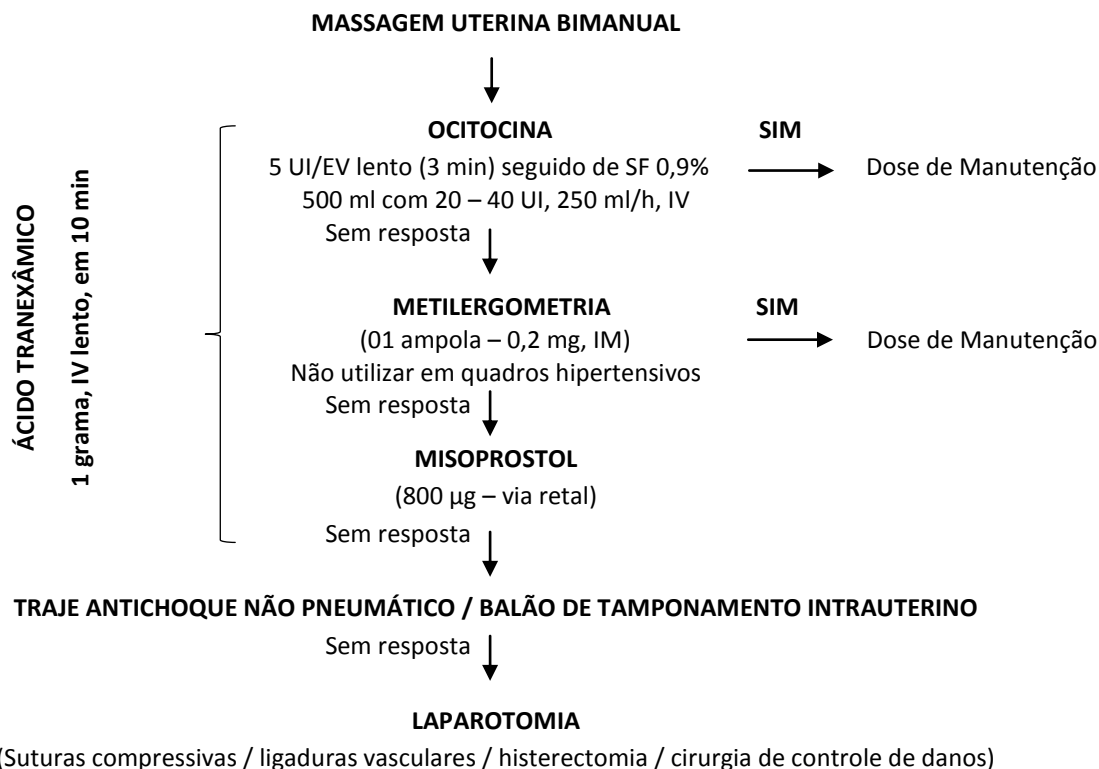 MASSAGEM UTERINA BIMANUAL
OCITOCINA SIM
5 UI/EV lento (3 min) seguido de SF 0,9% Dose de Manutenção
500 ml com 20 – 40 UI, 250 ml/h, IV
Sem resposta
METILERGOMETRIA SIM
(01 ampola – 0,2 mg, IM) Dose de Manutenção
Não utilizar em quadros hipertensivos
Sem resposta
MISOPROSTOL
(800 µg – via retal)
Sem resposta
ÁCIDO TRANEXÂMICO
1 grama, IV lento, em 10 min
TRAJE ANTICHOQUE NÃO PNEUMÁTICO / BALÃO DE TAMPONAMENTO INTRAUTERINO
Sem resposta
LAPAROTOMIA
(Suturas compressivas / ligaduras vasculares / histerectomia / cirurgia de controle de danos)